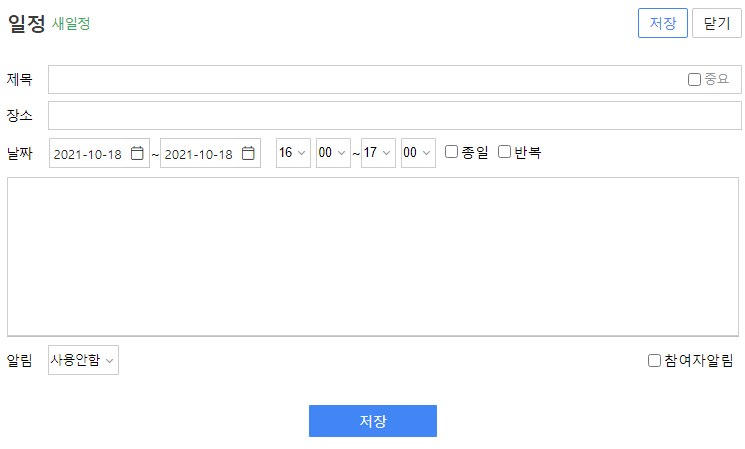 일정 새일정 저장 닫기
제목 중요
장소
날짜 2021-10-18 ~ 2021-10-18 16 00 ~ 17 00 종일 반복
알림 사용안함 참여자알림
저장